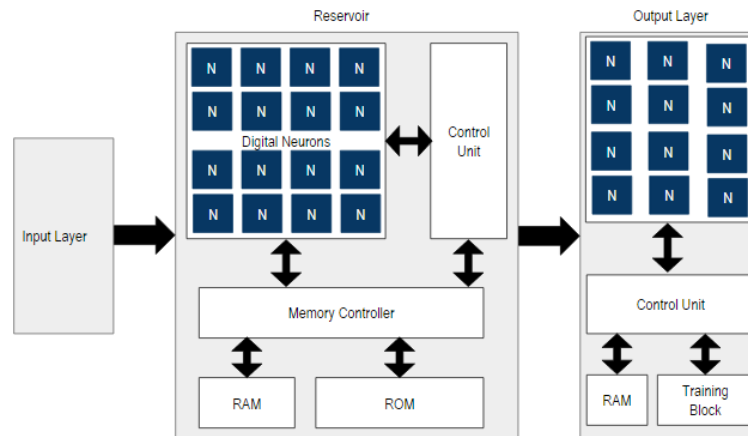 Reservoir
Output Layer
N N N N
N N N N
Digital Neurons
N N N N
N N N N
Control
Unit
N N N
N N N
N N N
N N N
Input Layer
Memory Controller
Control Unit
RAM
ROM
RAM
Training
Block